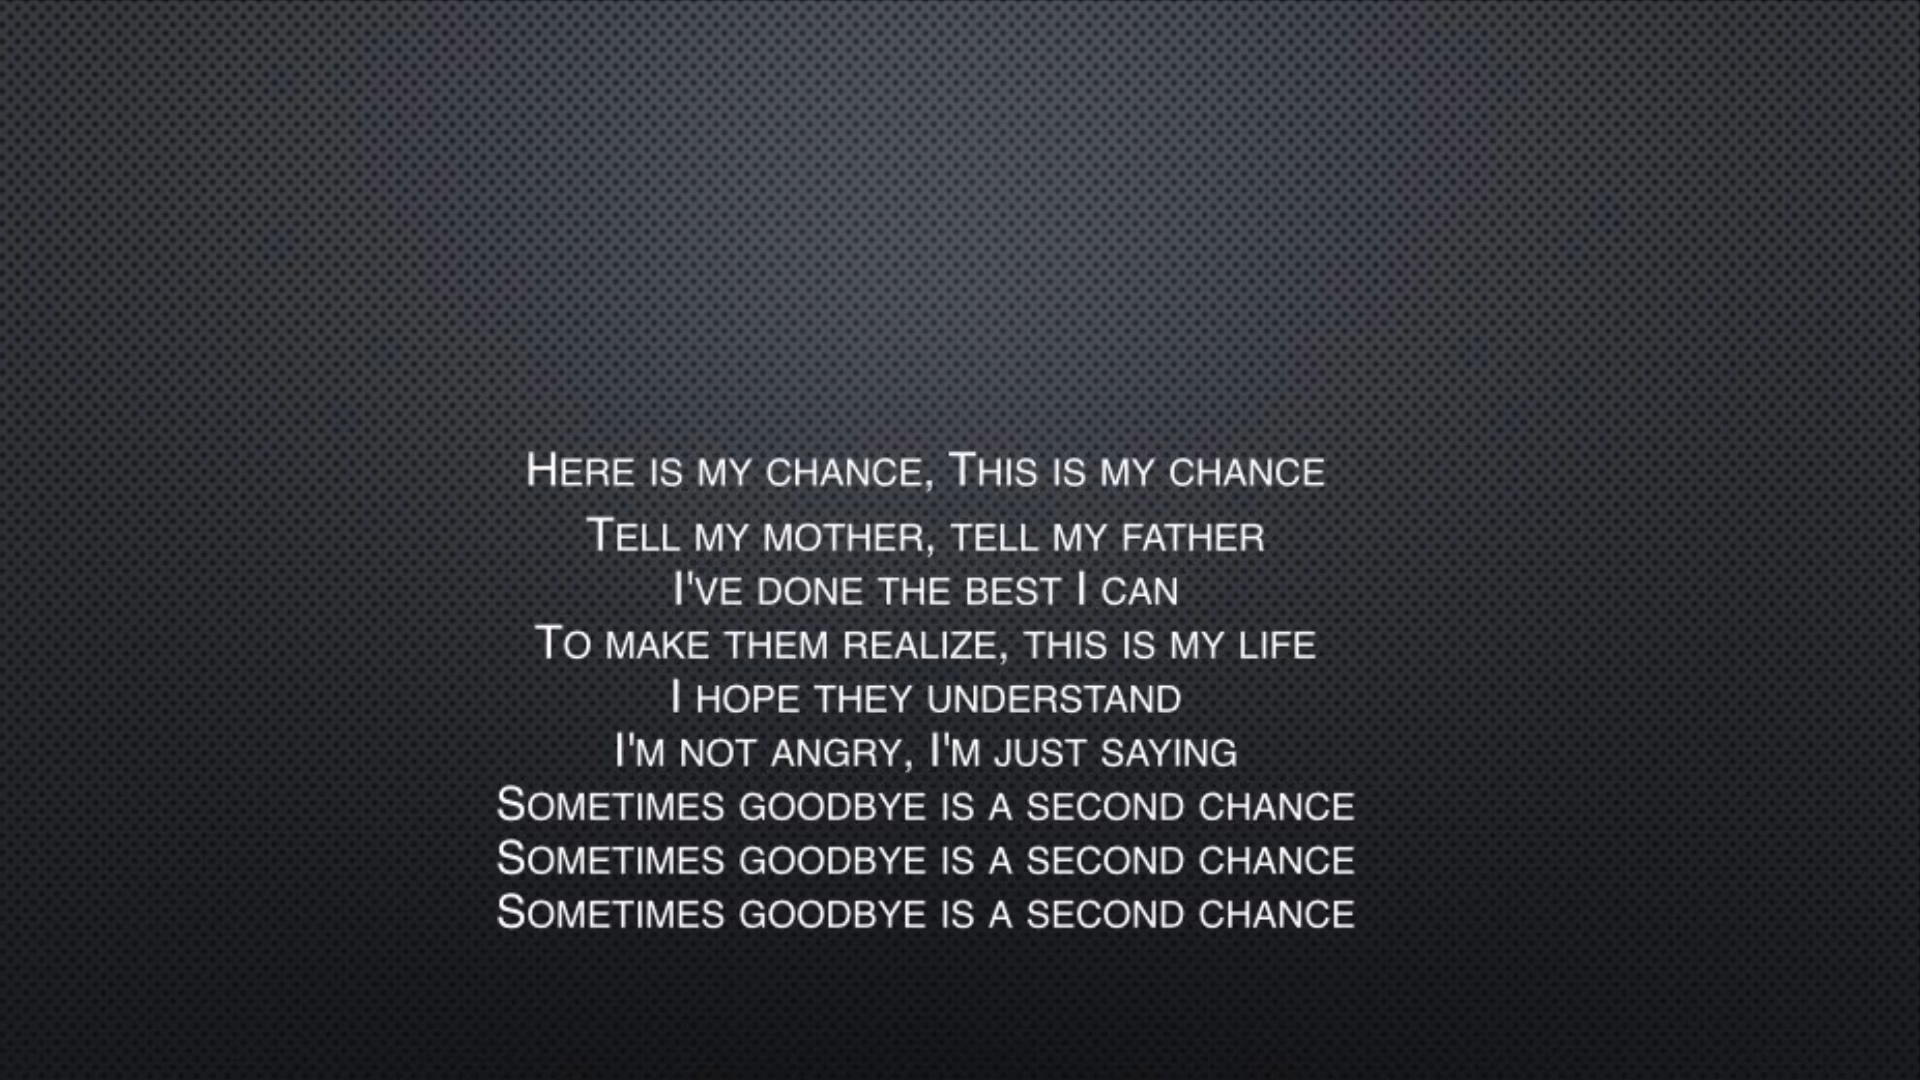 Here is my chance, This is my chance
Tell my mother, tell my father
I've done the best I can
To make them realize, this is my life
I hope they understand
I'm not angry, I'm just saying
Sometimes goodbye is a second chance
Sometimes goodbye is a second chance
Sometimes goodbye is a second chance